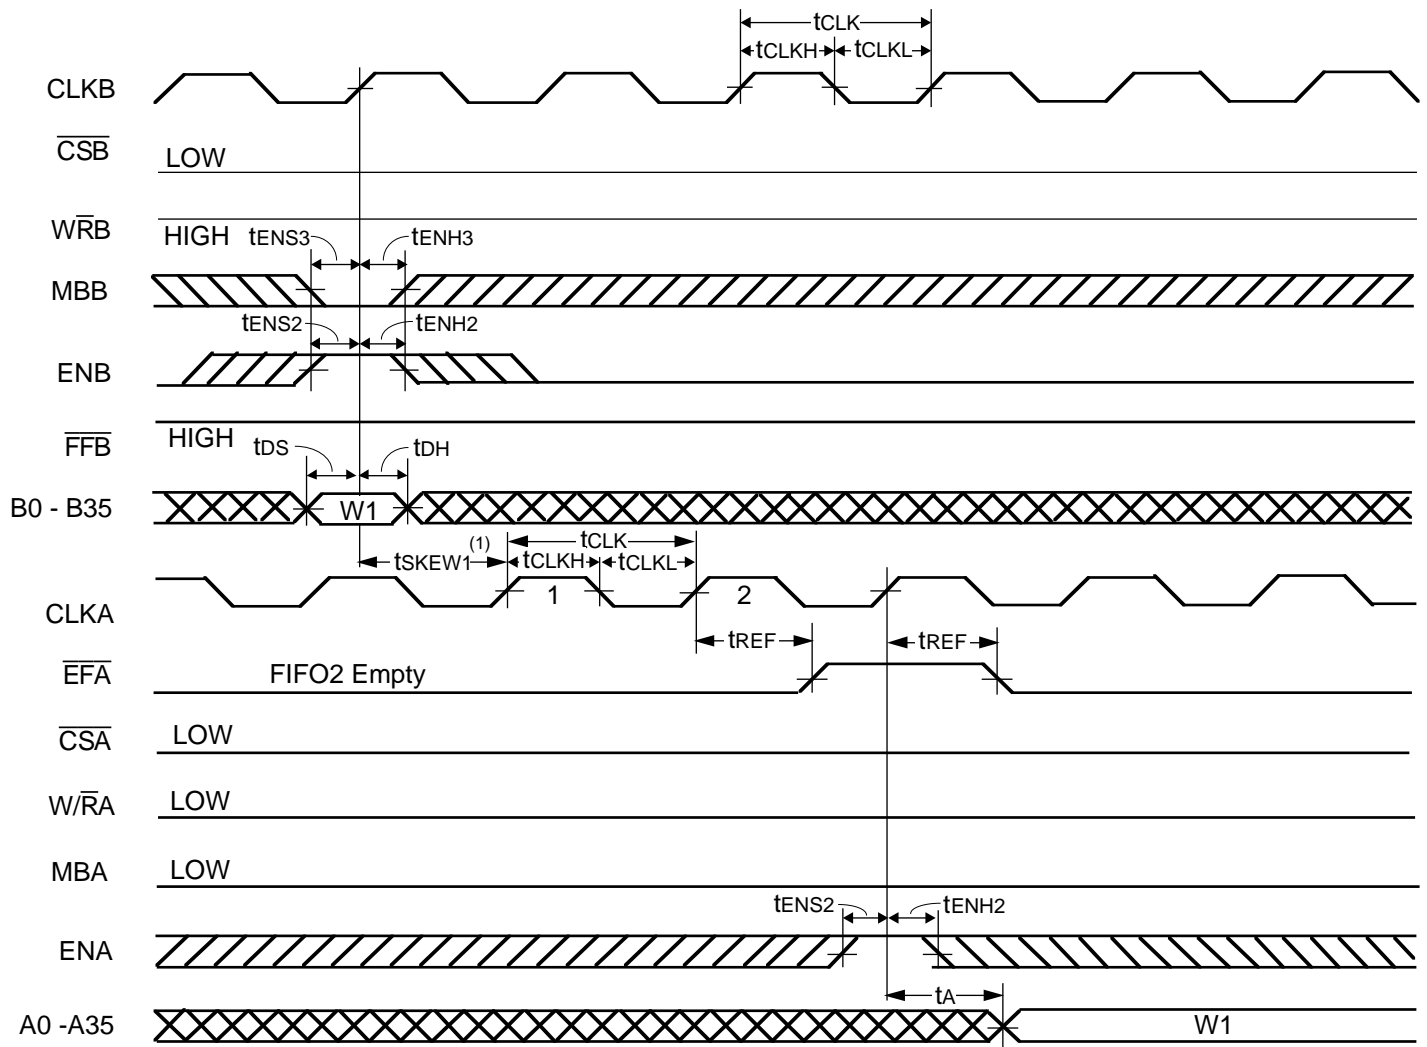 tCLK
tCLKH tCLKL
CLKB
CSB LOW
WRB HIGH tENS3 tENH3
MBB
tENS2 tENH2
ENB
FFB HIGH
tDS tDH
B0 - B35 W1
tSKEW1(1) tCLK
tCLKH tCLKL
CLKA 1 2
tREF tREF
EFA FIFO2 Empty
CSA LOW
W/RA LOW
MBA LOW
tENS2 tENH2
ENA
tA
A0 -A35 W1